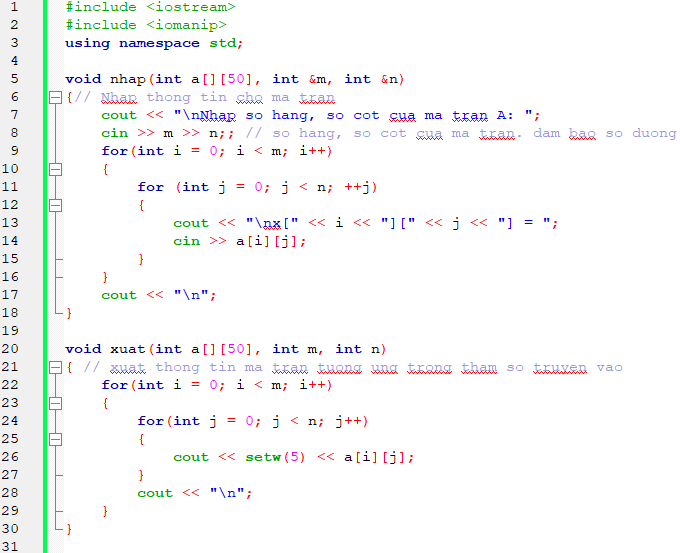 1 #include <iostream>
2 #include <iomanip>
3 using namespace std;
4
5 void nhap(int a[][50], int &m, int &n)
6 {// Nhap thong tin cho ma tran
7 cout << "\nNhap so hang, so cot cua ma tran A: ";
8 cin >> m >> n;; // so hang, so cot cua ma tran. dam bao so duong
9 for(int i = 0; i < m; i++)
10 {
11 for (int j = 0; j < n; ++j)
12 {
13 cout << "\nx[" << i << "][" << j << "] = ";
14 cin >> a[i][j];
15 }
16 }
17 cout << "\n";
18 }
19
20 void xuat(int a[][50], int m, int n)
21 { // xuat thong tin ma tran tuong ung trong tham so truyen vao
22 for(int i = 0; i < m; i++)
23 {
24 for(int j = 0; j < n; j++)
25 {
26 cout << setw(5) << a[i][j];
27 }
28 cout << "\n";
29 }
30 }
31